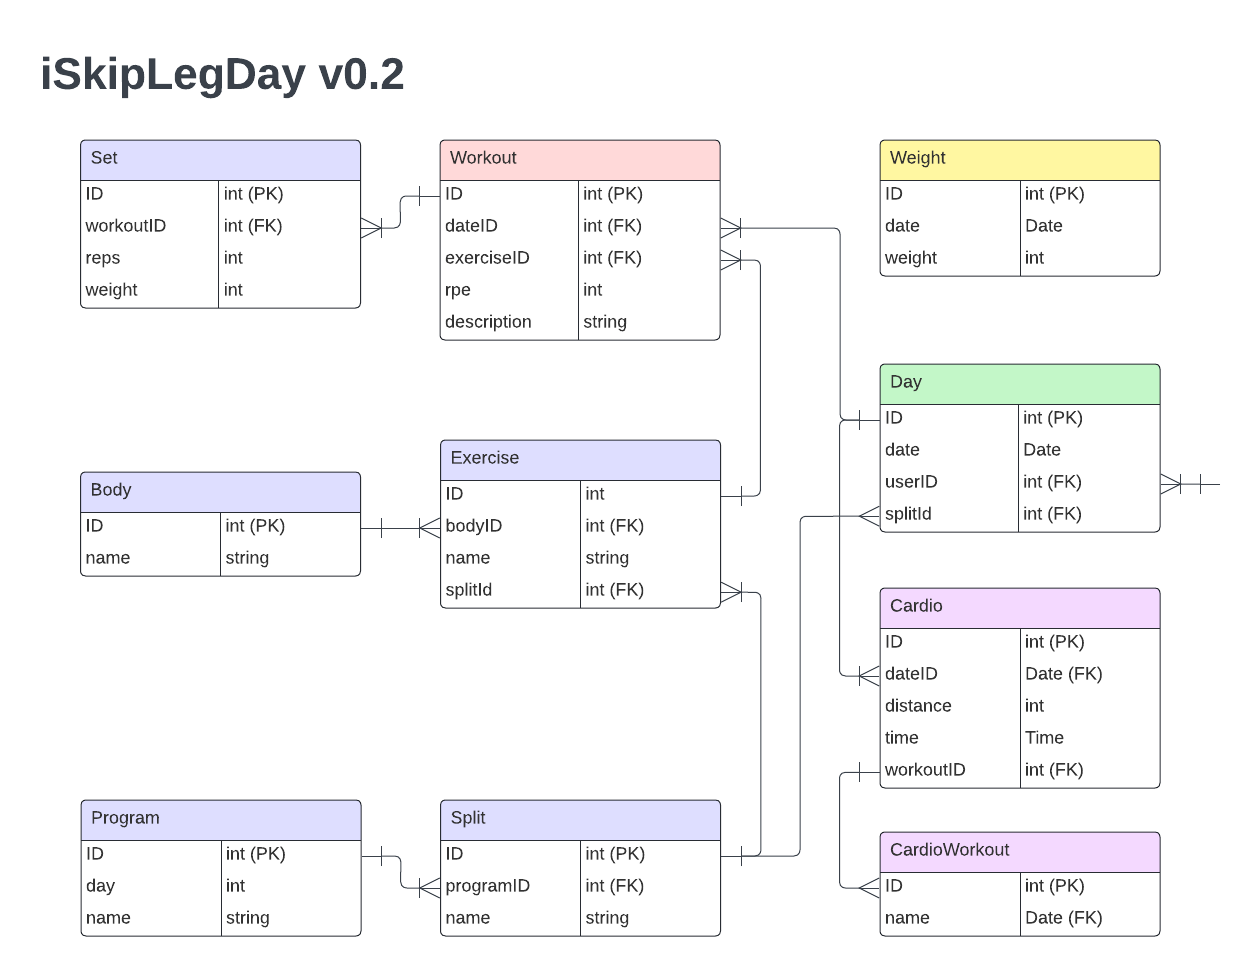 iSkipLegDay v0.2
Set
ID int (PK)
workoutID int (FK)
reps int
weight int
Workout
ID int (PK)
dateID int (FK)
exerciseID int (FK)
rpe int
description string
Weight
ID int (PK)
date Date
weight int
Day
ID int (PK)
date Date
userID int (FK)
splitId int (FK)
Body
ID int (PK)
name string
Exercise
ID int
bodyID int (FK)
name string
splitId int (FK)
Cardio
ID int (PK)
dateID Date (FK)
distance int
time Time
workoutID int (FK)
Program
ID int (PK)
day int
name string
Split
ID int (PK)
programID int (FK)
name string
CardioWorkout
ID int (PK)
name Date (FK)